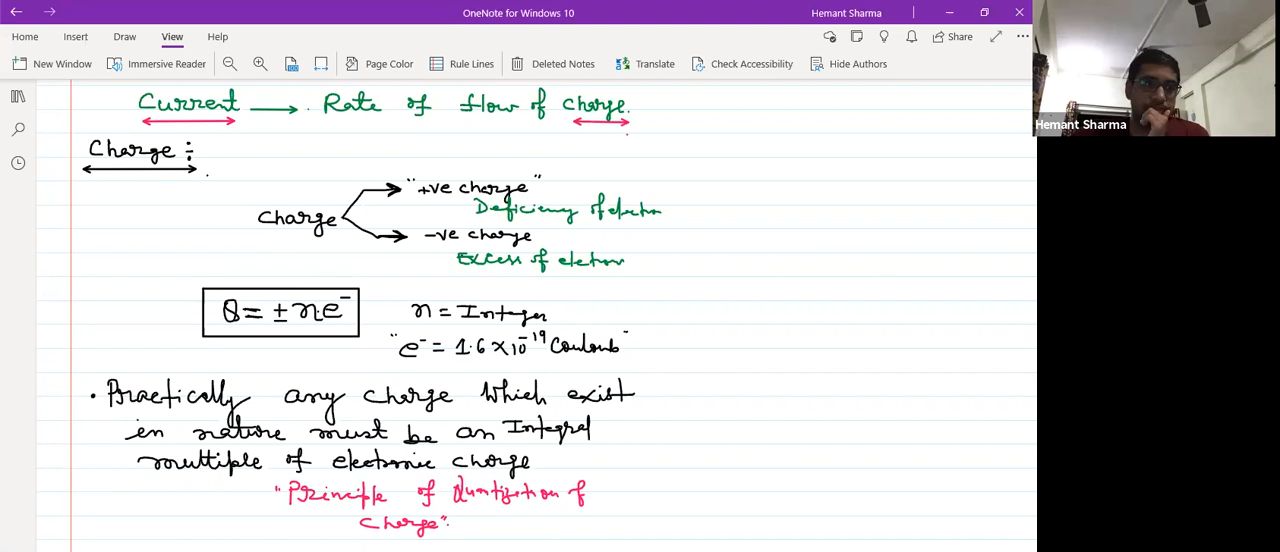 OneNote for Windows 10
Hemant Sharma
Home Insert Draw View Help
Share
New Window Immersive Reader Page Color Rule Lines Deleted Notes Translate Check Accessibility Hide Authors
Current → Rate of flow of charge.
Hemant Sharma
Charge :
"+ve charge"
Deficiency of electron
Charge
-ve charge
Excess of electron
Q = ± n.e⁻ n = Integer
"e⁻ = 1.6 × 10⁻¹⁹ Coulomb"
• Practically any charge which exist
in nature must be an Integral
multiple of electronic charge
"Principle of Quantization of
Charge".